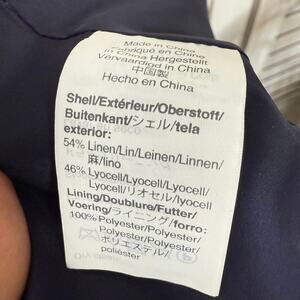 Made in China
in China Hergestellt
Vervaardigd in China
中国製
Hecho en China
Shell/Extérieur/Oberstoff/
Buitenkant/シェル/tela
exterior:
54% Linen/Lin/Leinen/Linnen/
麻/lino
46% Lyocell/Lyocell/Lyocell/
Lyocell/リオセル/lyocell
Lining/Doublure/Futter/
Voering/ライニング/forro:
100% Polyester/Polyester/
Polyester/Polyester/
ポリエステル/
poliéster